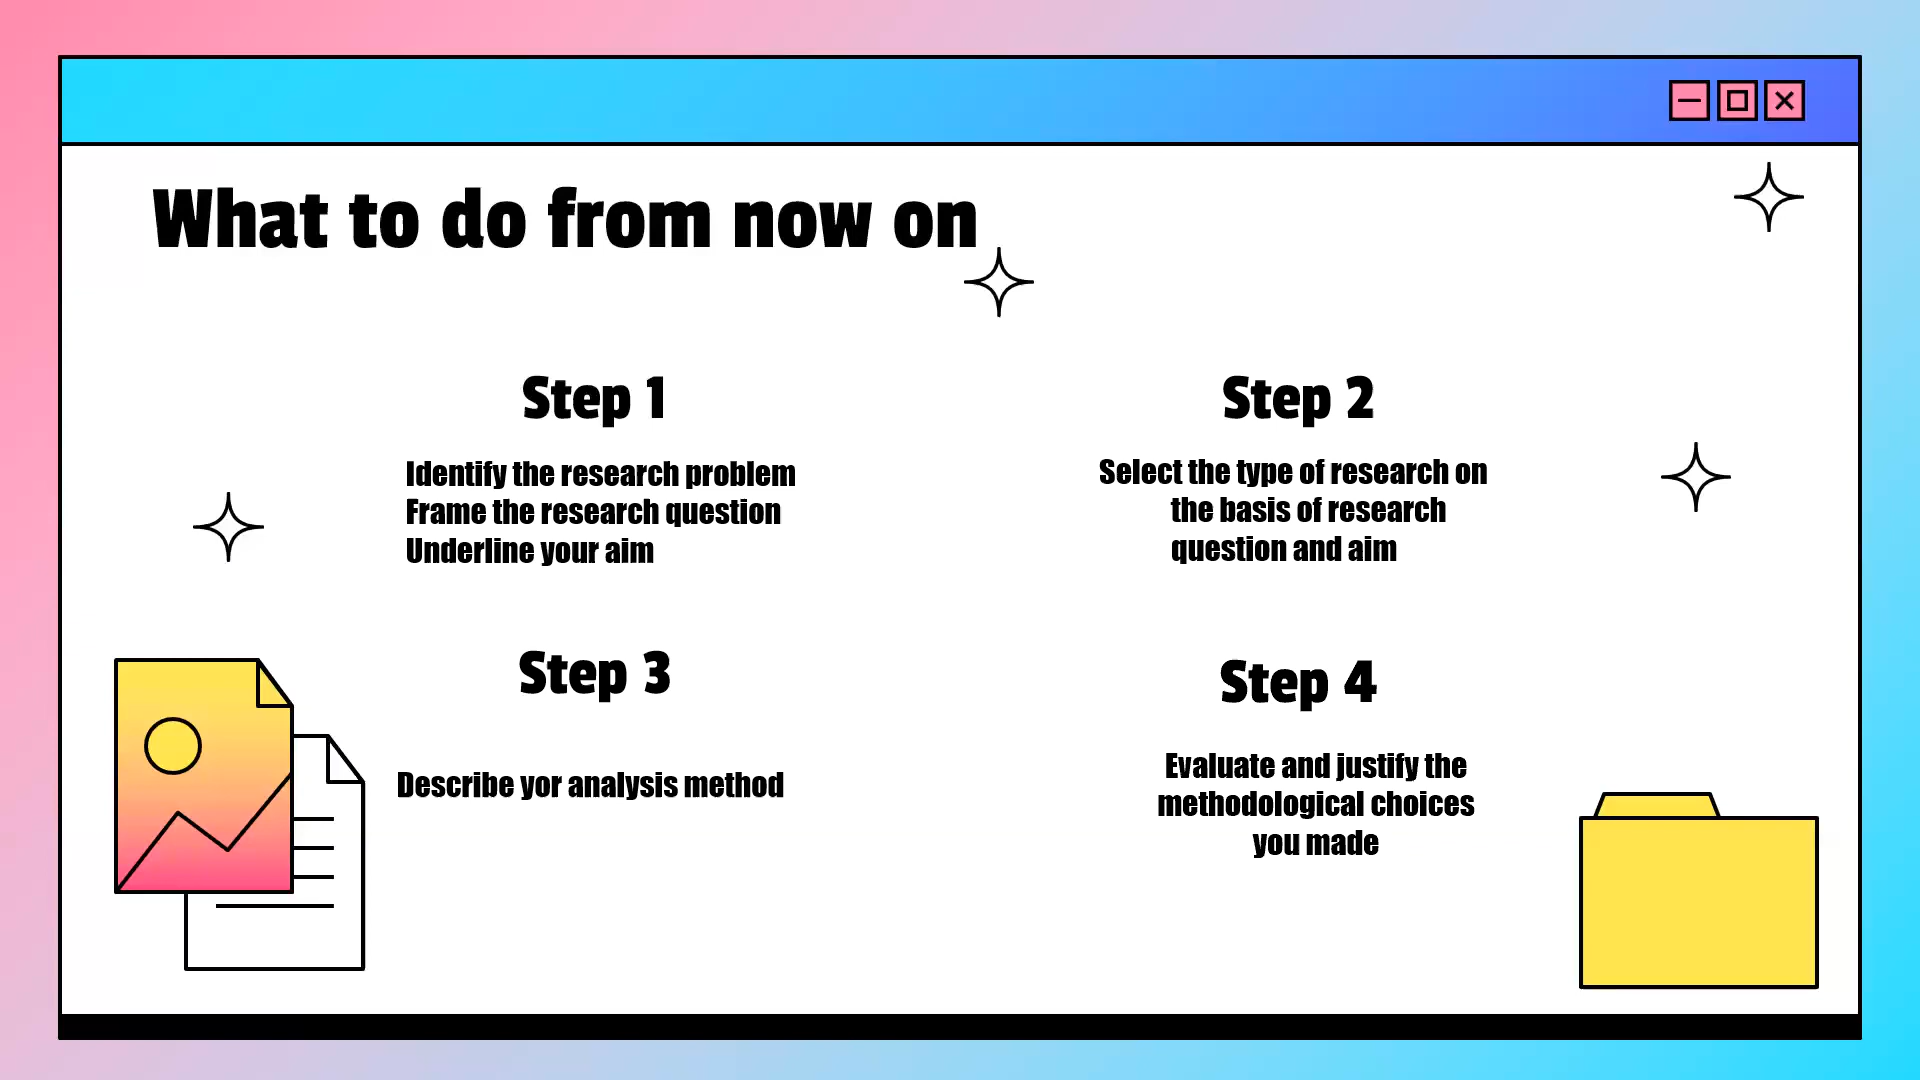 What to do from now on
Step 1
Identify the research problem
Frame the research question
Underline your aim
Step 2
Select the type of research on
the basis of research
question and aim
Step 3
Describe yor analysis method
Step 4
Evaluate and justify the
methodological choices
you made